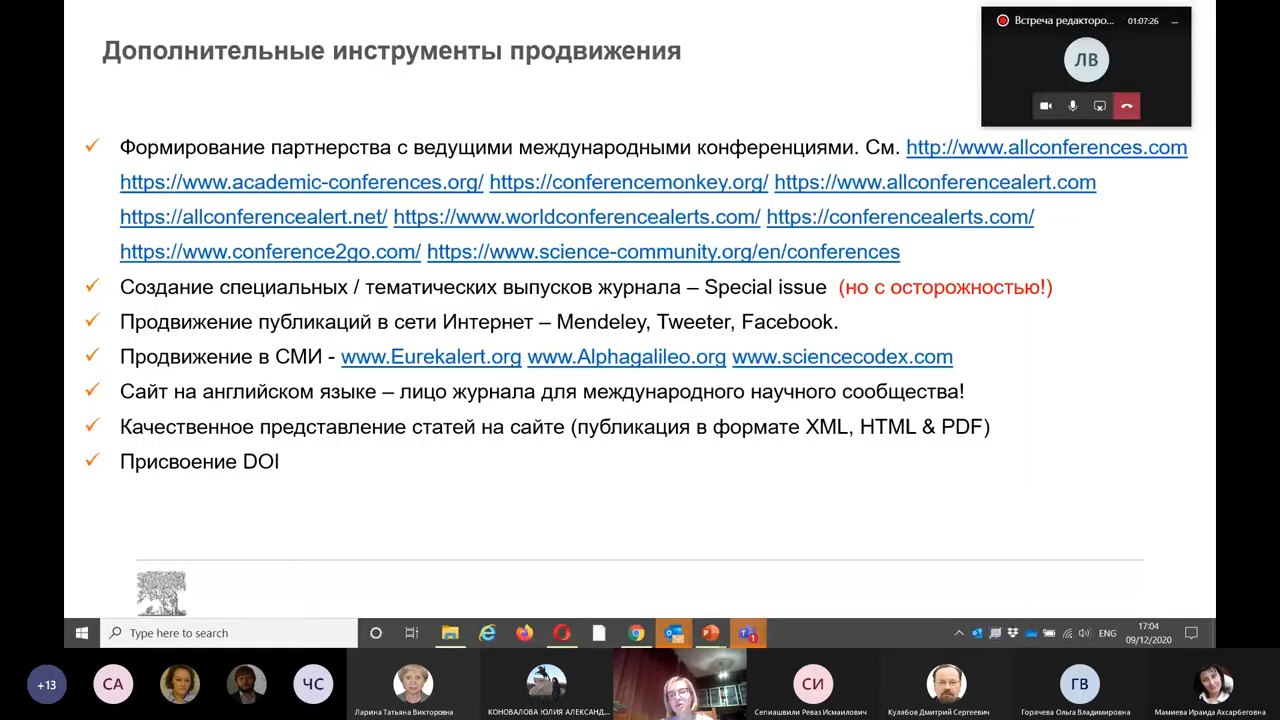 Дополнительные инструменты продвижения
Встреча редакторо... 01:07:26
ЛВ
Формирование партнерства с ведущими международными конференциями. См. http://www.allconferences.com
https://www.academic-conferences.org/ https://conferencemonkey.org/ https://www.allconferencealert.com
https://allconferencealert.net/ https://www.worldconferencealerts.com/ https://conferencealerts.com/
https://www.conference2go.com/ https://www.science-community.org/en/conferences
Создание специальных / тематических выпусков журнала – Special issue (но с осторожностью!)
Продвижение публикаций в сети Интернет – Mendeley, Tweeter, Facebook.
Продвижение в СМИ - www.Eurekalert.org www.Alphagalileo.org www.sciencecodex.com
Сайт на английском языке – лицо журнала для международного научного сообщества!
Качественное представление статей на сайте (публикация в формате XML, HTML & PDF)
Присвоение DOI
Type here to search
1
ENG
17:04
09/12/2020
+13
СА
ЧС
СИ
ГВ
Ларина Татьяна Викторовна
КОНОВАЛОВА ЮЛИЯ АЛЕКСАНД...
Сепиашвили Реваз Исмаилович
Кулябов Дмитрий Сергеевич
Горячева Ольга Владимировна
Мамиева Ираида Ахсарбеговна